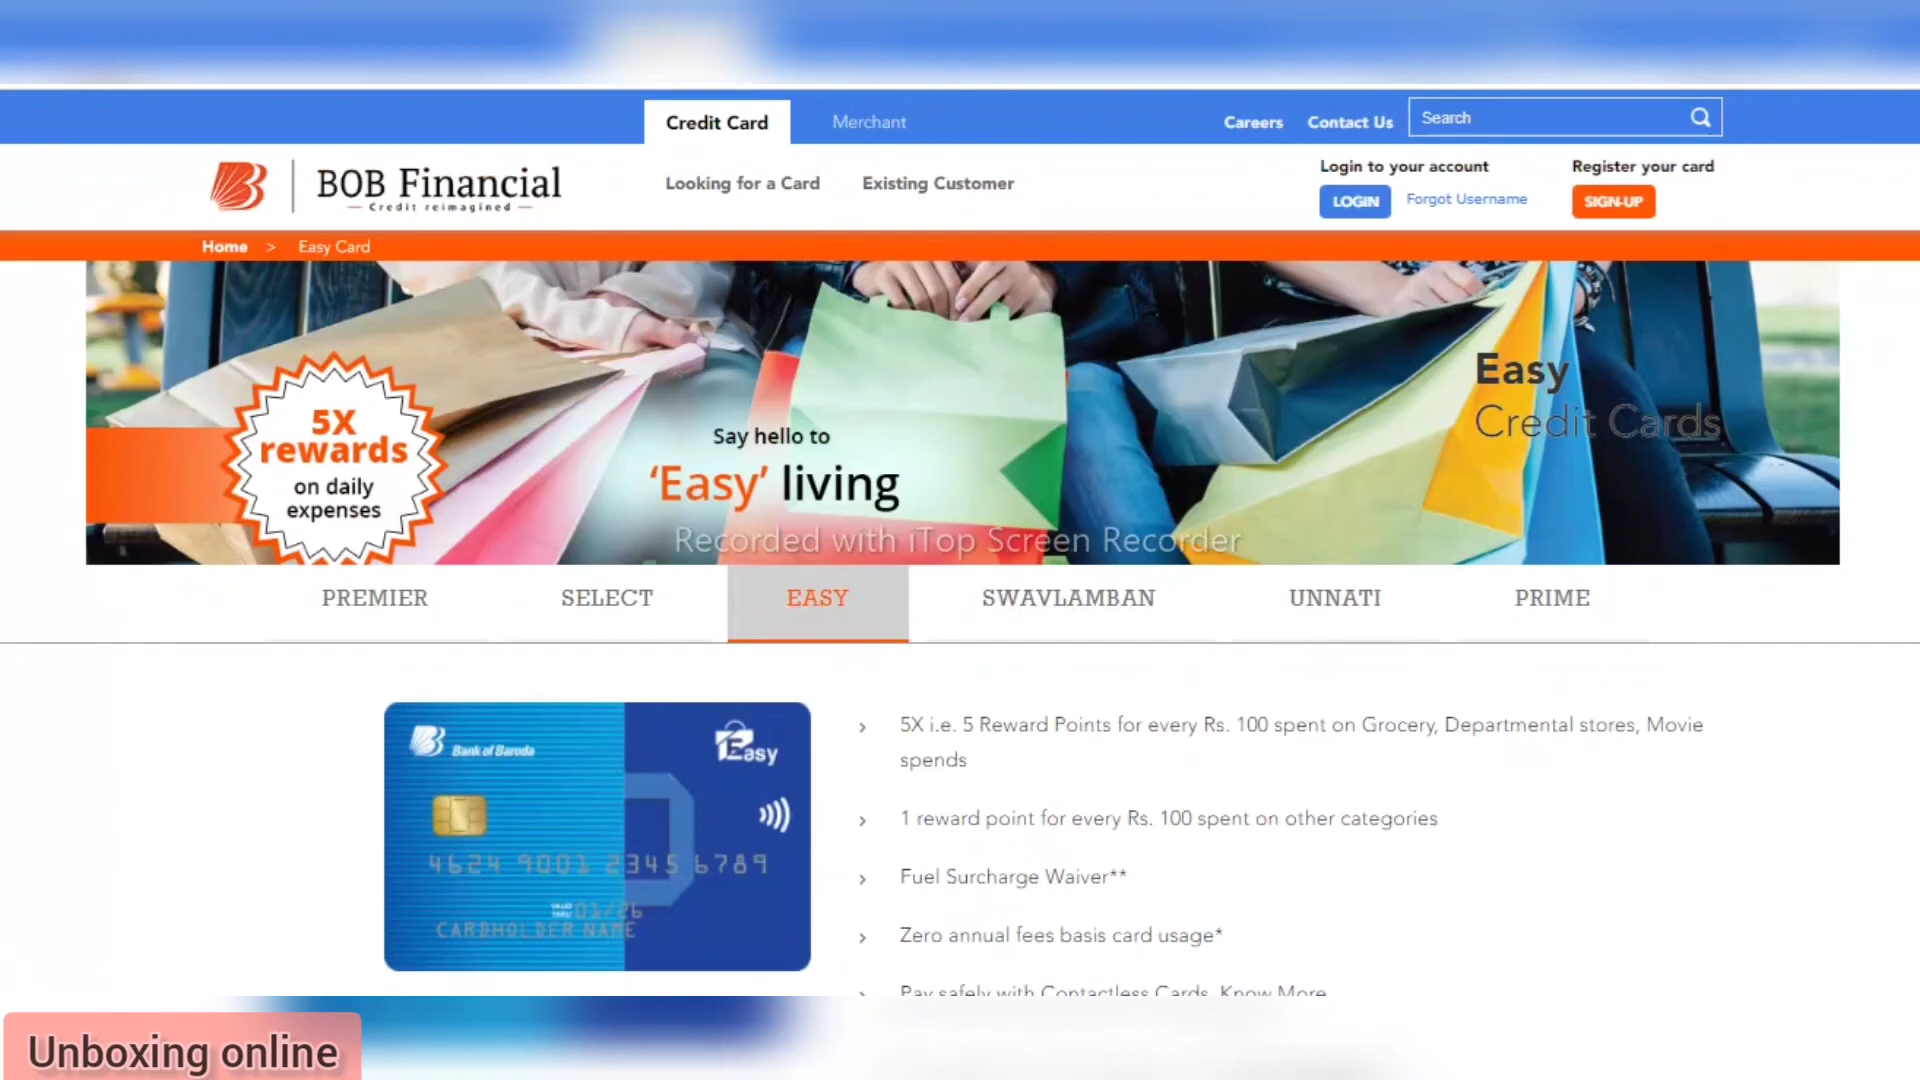 Credit Card
Merchant
Careers
Contact Us
Search
BOB Financial
Credit reimagined
Looking for a Card
Existing Customer
Login to your account
LOGIN
Forgot Username
Register your card
SIGN-UP
Home > Easy Card
5X
rewards
on daily
expenses
Say hello to
‘Easy’ living
Easy
Credit Cards
Recorded with iTop Screen Recorder
PREMIER
SELECT
EASY
SWAVLAMBAN
UNNATI
PRIME
Bank of Baroda
Easy
4624 9001 2345 6789
VALID
THRU 01/26
CARDHOLDER NAME
5X i.e. 5 Reward Points for every Rs. 100 spent on Grocery, Departmental stores, Movie
spends
1 reward point for every Rs. 100 spent on other categories
Fuel Surcharge Waiver**
Zero annual fees basis card usage*
Pay safely with Contactless Cards. Know More
Unboxing online